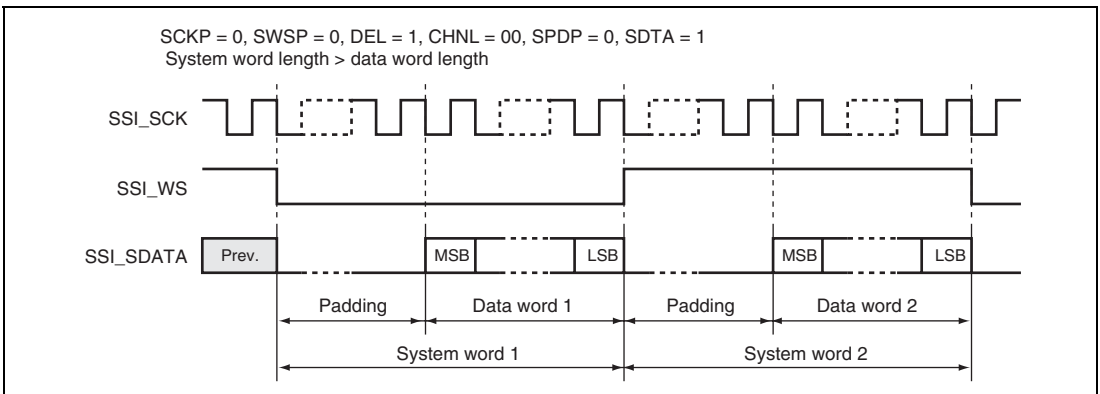 SCKP = 0, SWSP = 0, DEL = 1, CHNL = 00, SPDP = 0, SDTA = 1
System word length > data word length
SSI_SCK
SSI_WS
SSI_SDATA
Prev.
MSB
LSB
MSB
LSB
Padding
Data word 1
Padding
Data word 2
System word 1
System word 2